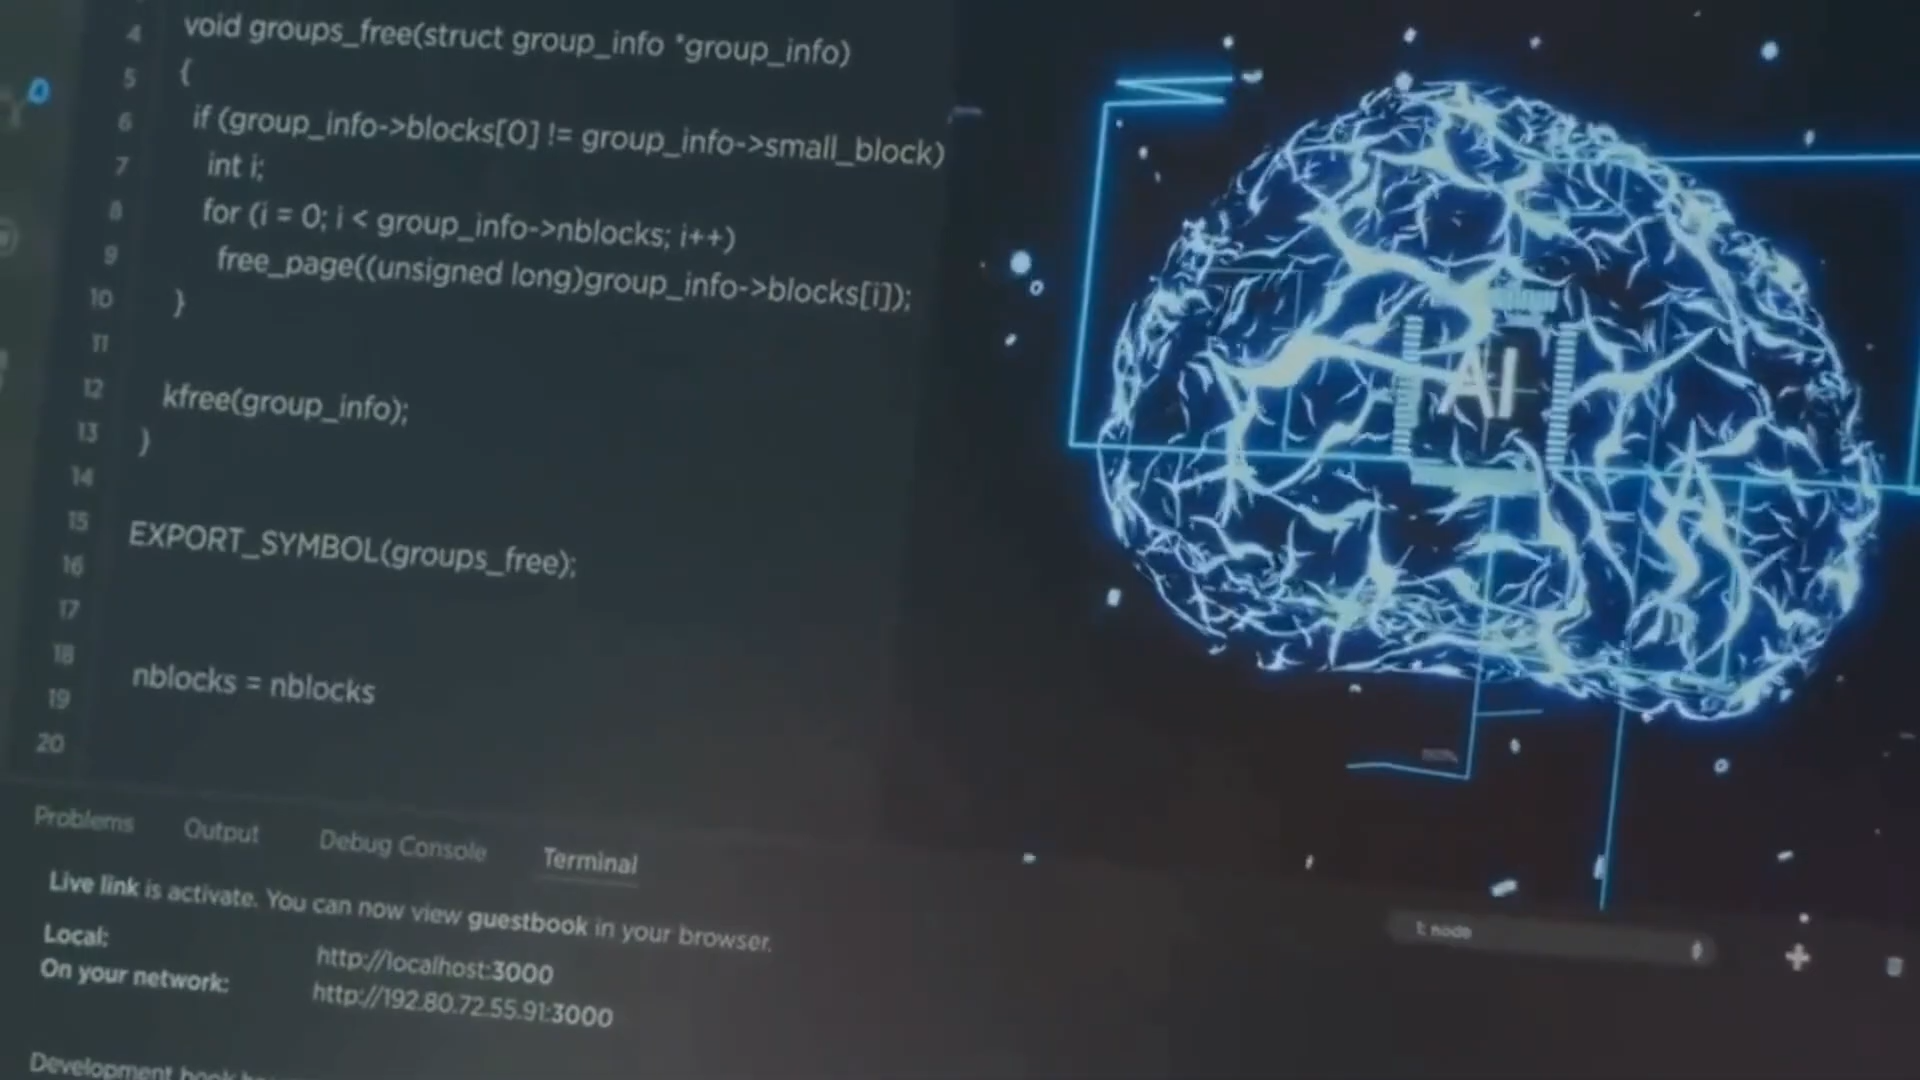 4 void groups_free(struct group_info *group_info)
5 {
6 if (group_info->blocks[0] != group_info->small_block)
7 int i;
8 for (i = 0; i < group_info->nblocks; i++)
9 free_page((unsigned long)group_info->blocks[i]);
10 }
11
12 kfree(group_info);
13 }
14
15 EXPORT_SYMBOL(groups_free);
16
17
18 nblocks = nblocks
19
20
AI
Problems Output Debug Console Terminal
Live link is activate. You can now view guestbook in your browser.
Local: http://localhost:3000
On your network: http://192.80.72.55.91:3000
1: node
Development